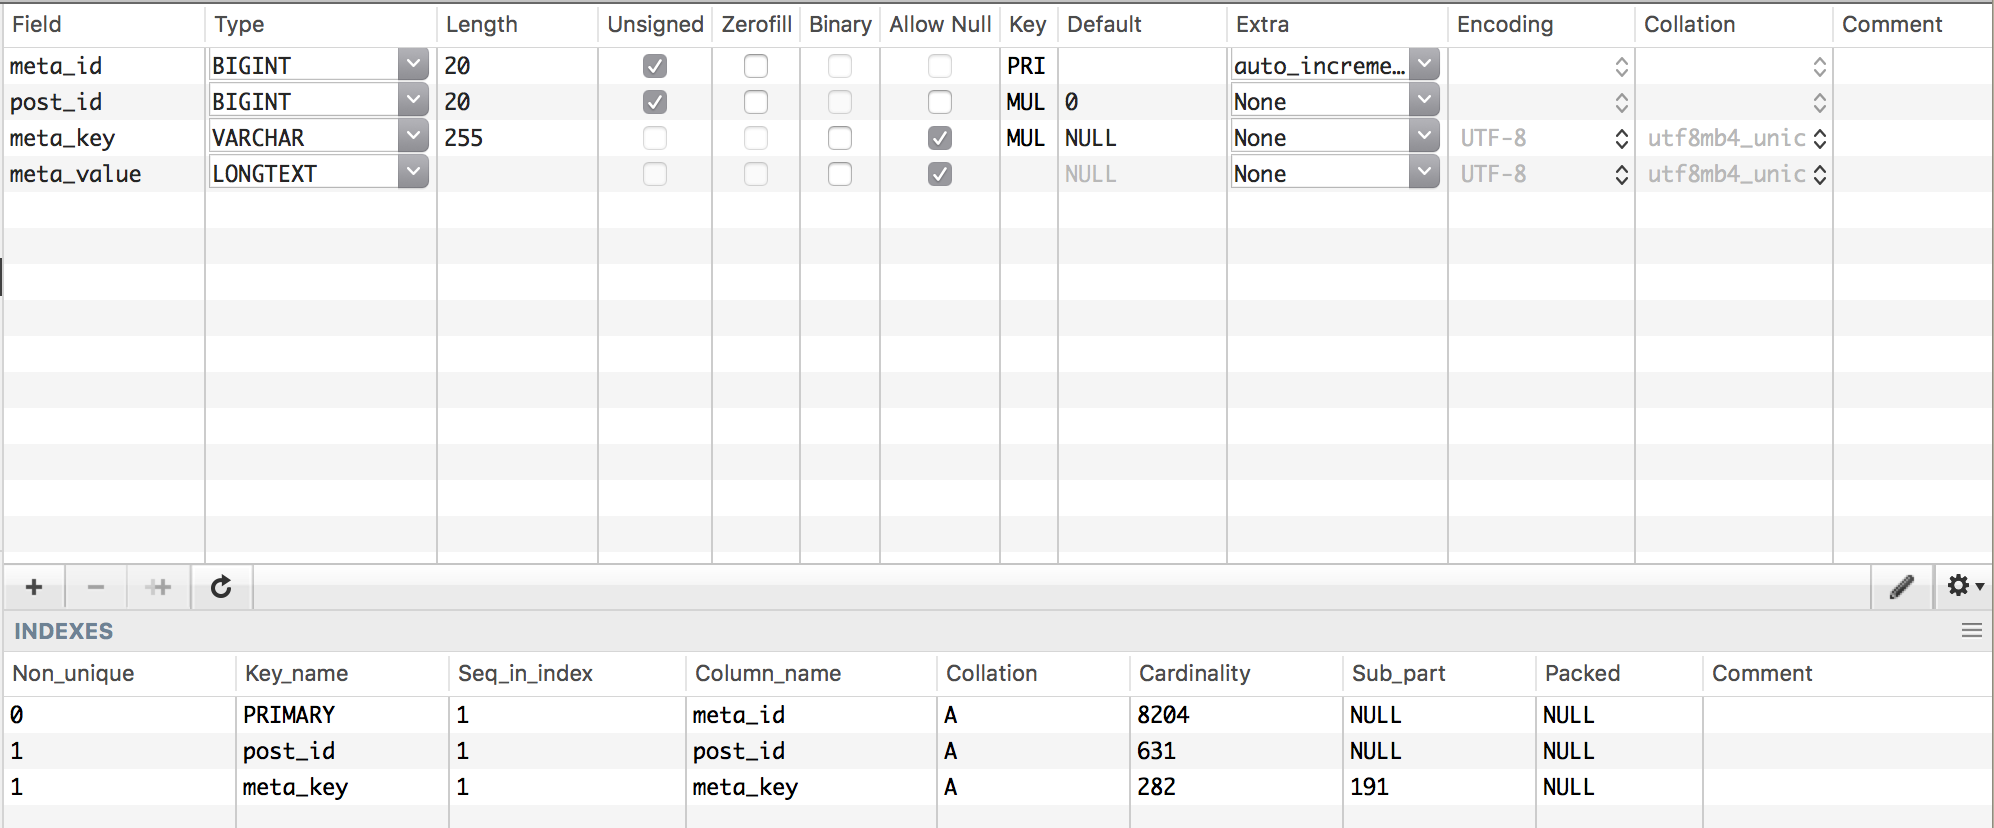 Field Type Length Unsigned Zerofill Binary Allow Null Key Default Extra Encoding Collation Comment
meta_id BIGINT 20 PRI auto_increme…
post_id BIGINT 20 MUL 0 None
meta_key VARCHAR 255 MUL NULL None UTF-8 utf8mb4_unic
meta_value LONGTEXT NULL None UTF-8 utf8mb4_unic
INDEXES
Non_unique Key_name Seq_in_index Column_name Collation Cardinality Sub_part Packed Comment
0 PRIMARY 1 meta_id A 8204 NULL NULL
1 post_id 1 post_id A 631 NULL NULL
1 meta_key 1 meta_key A 282 191 NULL